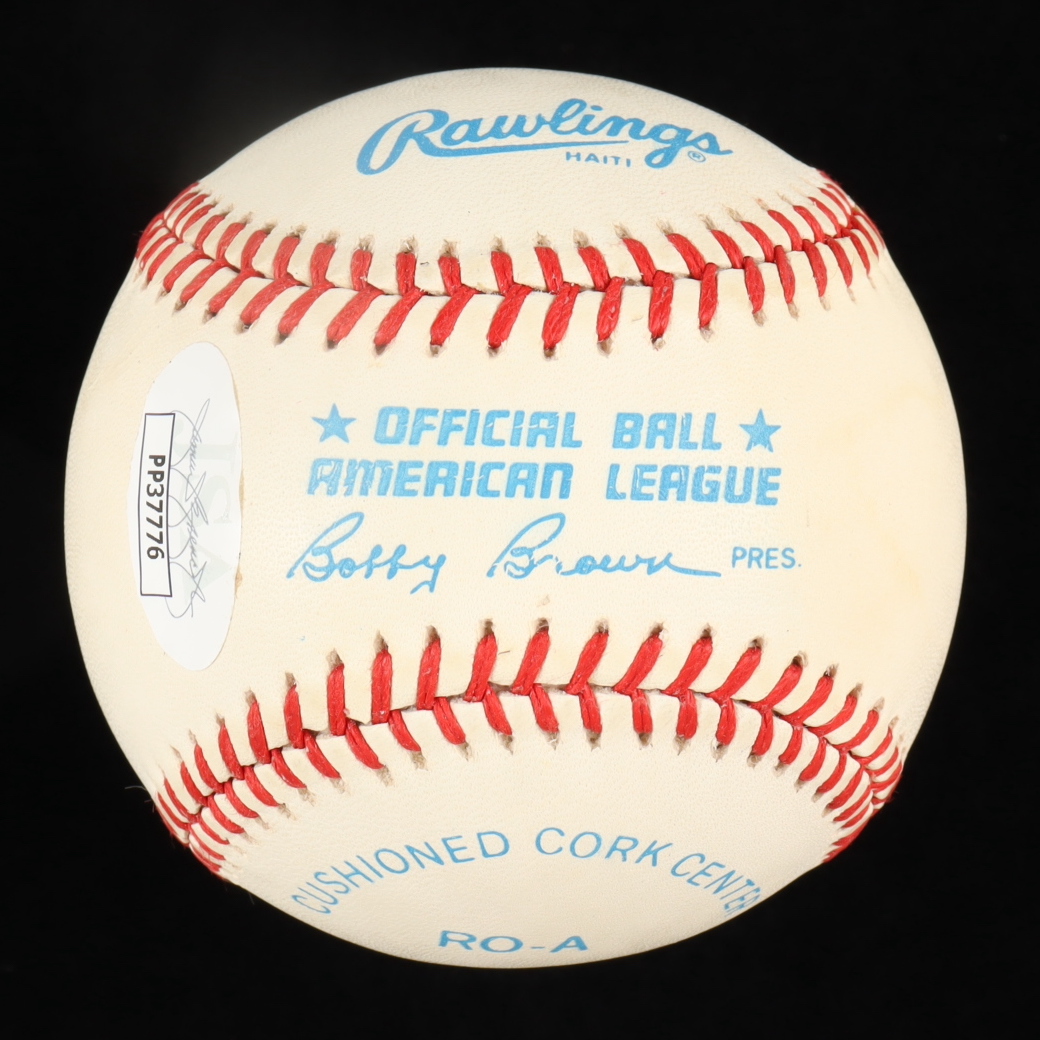 Rawlings®
HAITI
★ OFFICIAL BALL ★
AMERICAN LEAGUE
Bobby Brown PRES.
PP37776
CUSHIONED CORK CENTER
RO-A